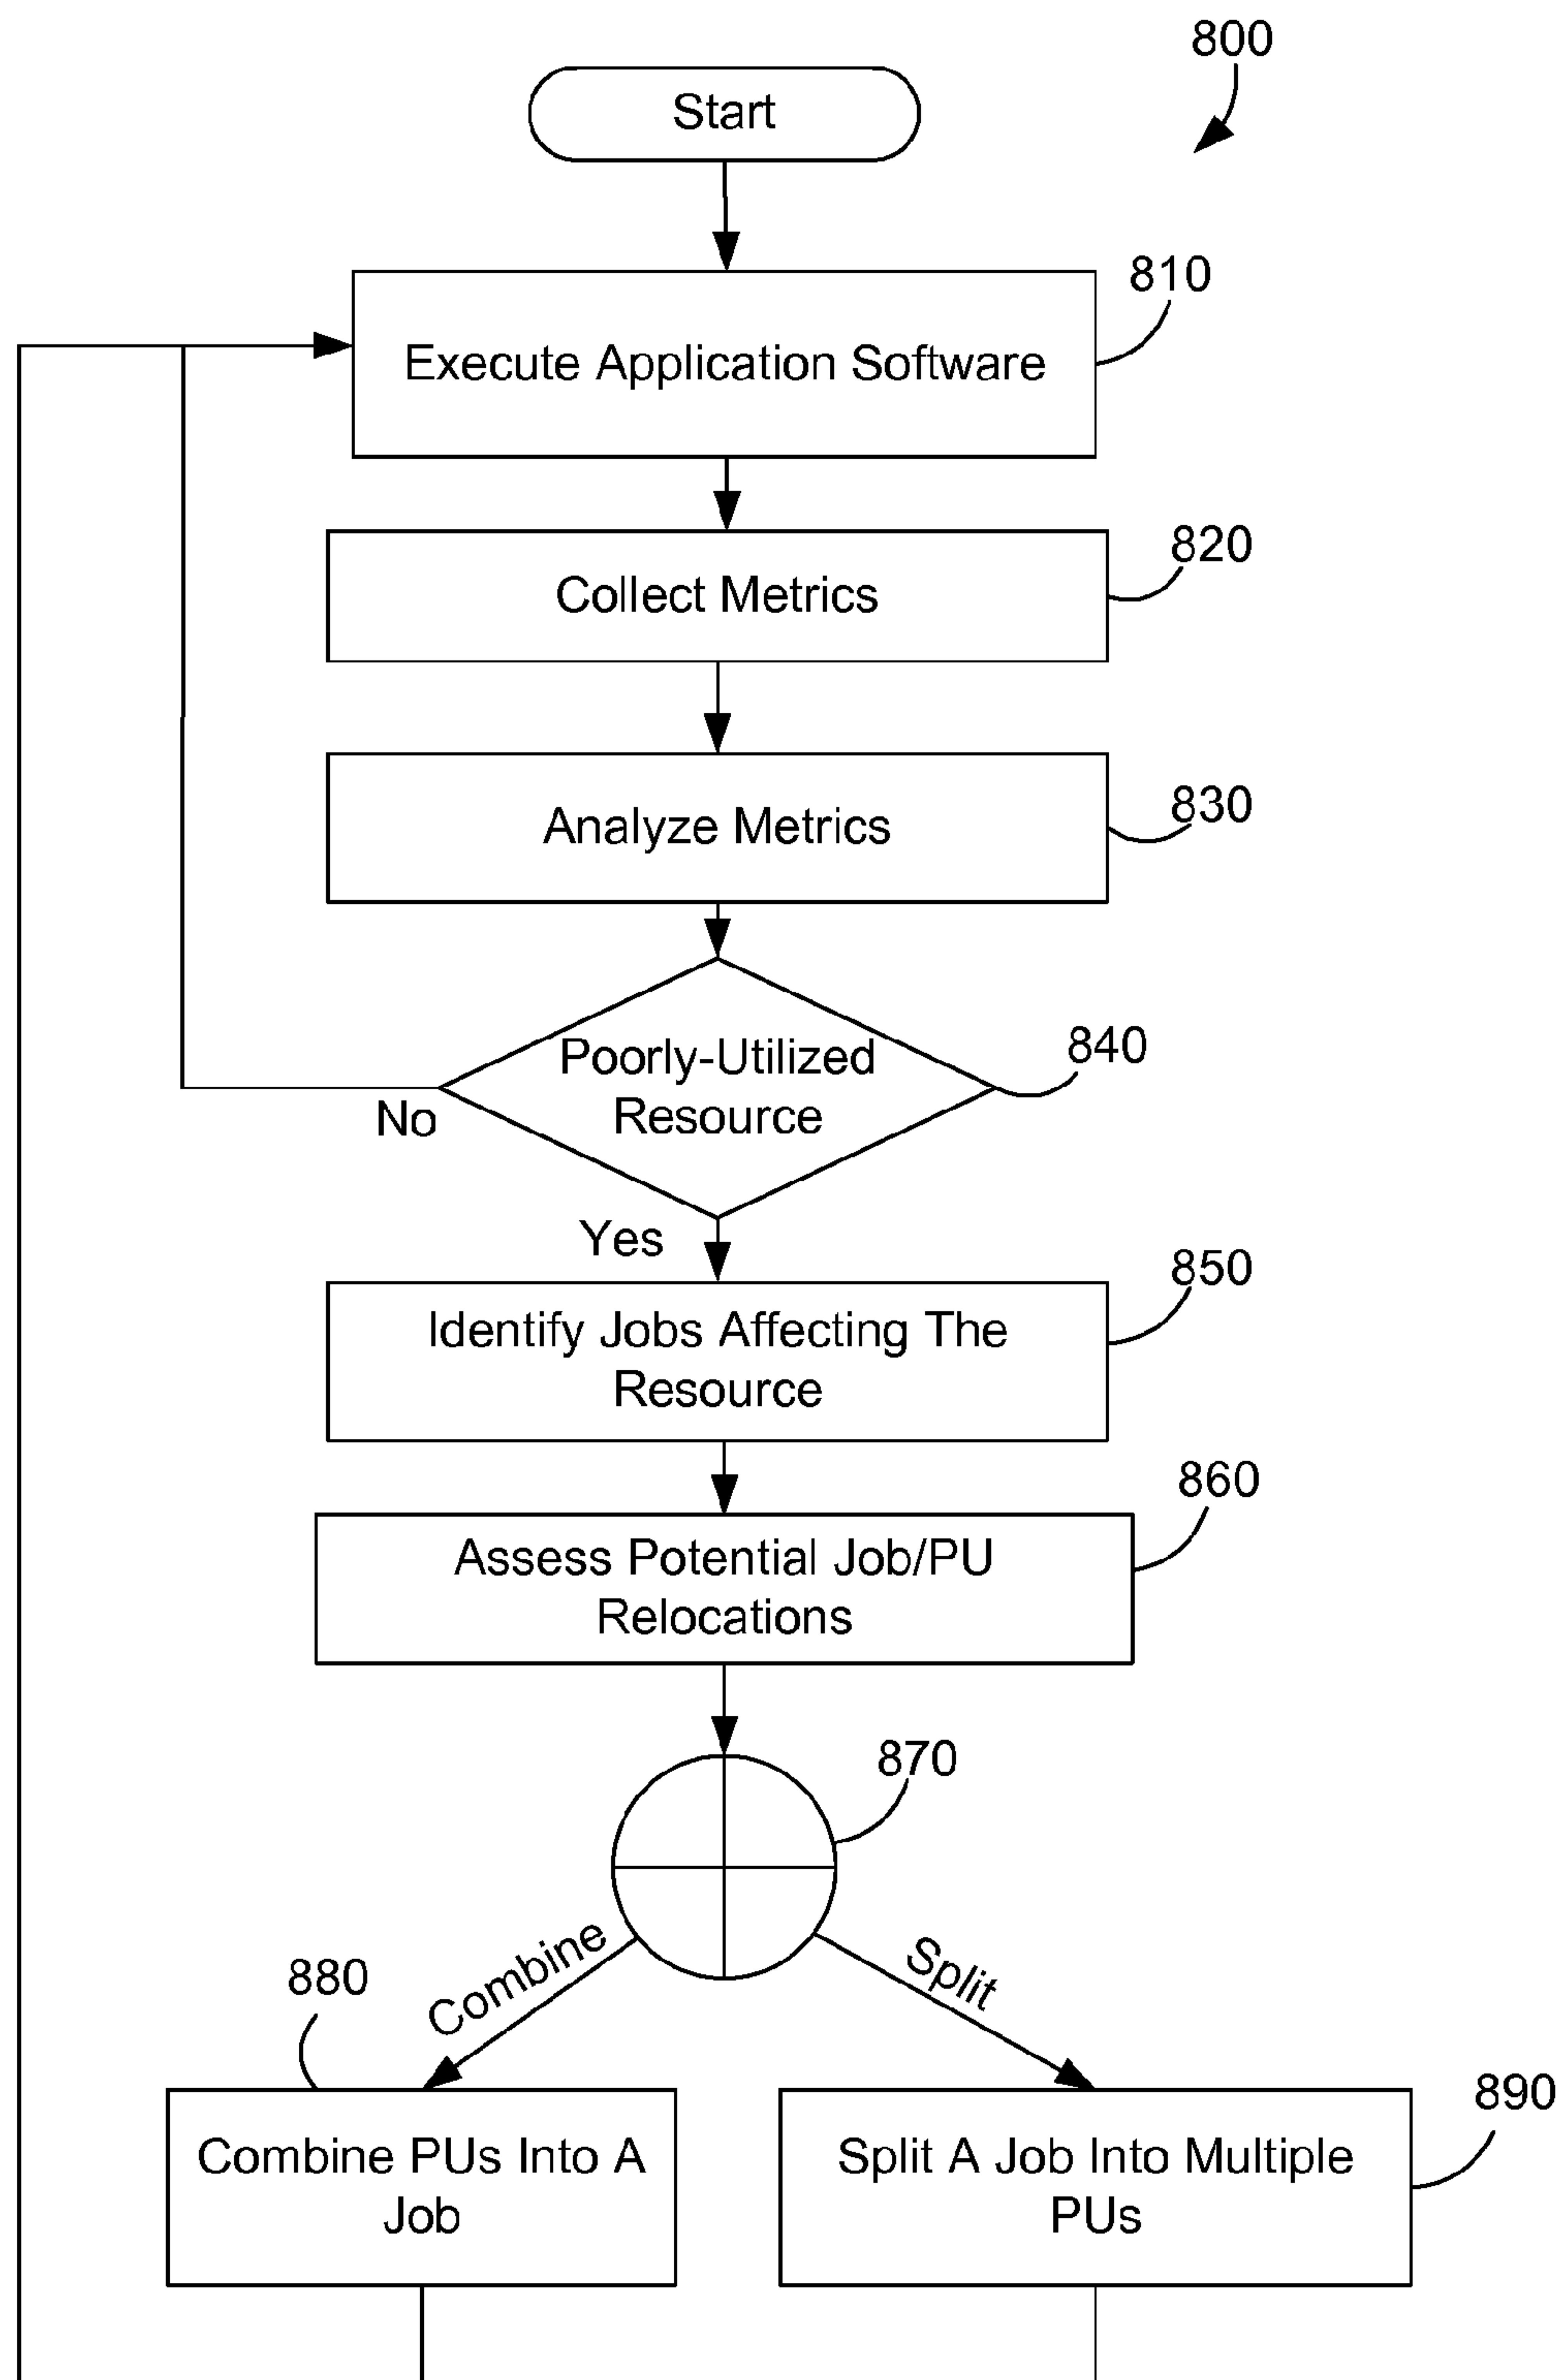 800
Start
810
Execute Application Software
820
Collect Metrics
830
Analyze Metrics
840
Poorly-Utilized
Resource
No
Yes
850
Identify Jobs Affecting The
Resource
860
Assess Potential Job/PU
Relocations
870
Combine
Split
880
890
Combine PUs Into A
Job
Split A Job Into Multiple
PUs